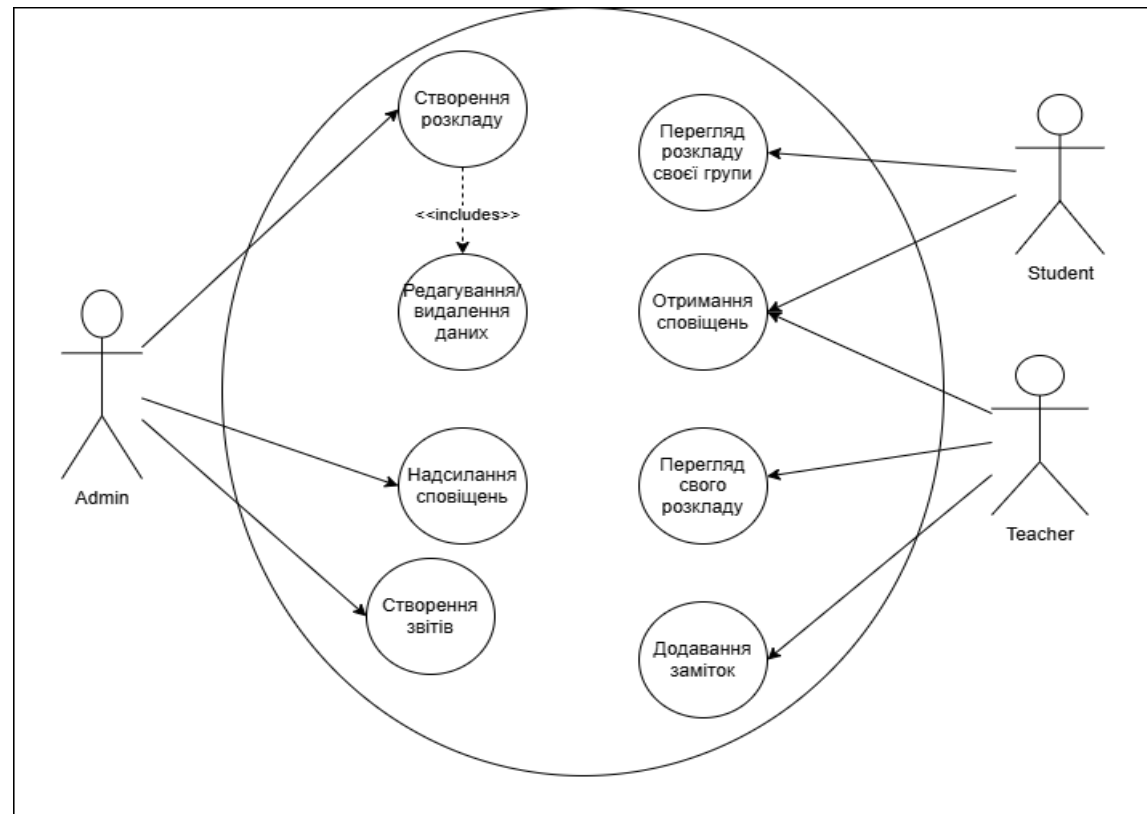 Створення
розкладу
<<includes>>
Редагування/
видалення
даних
Надсилання
сповіщень
Створення
звітів
Admin
Перегляд
розкладу
своєї групи
Отримання
сповіщень
Перегляд
свого
розкладу
Додавання
заміток
Student
Teacher